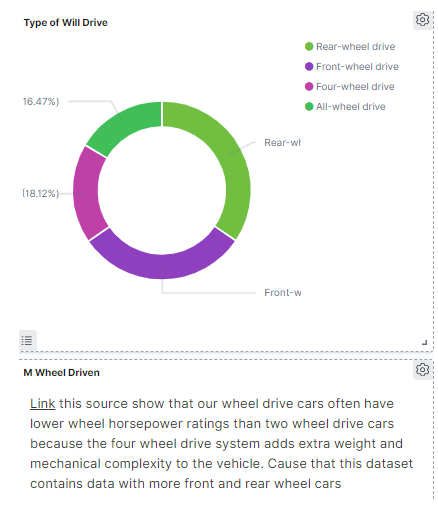 Type of Will Drive
Rear-wheel drive
Front-wheel drive
Four-wheel drive
All-wheel drive
16.47%)
Rear-wh
(18.12%)
Front-w
M Wheel Driven
Link this source show that our wheel drive cars often have
lower wheel horsepower ratings than two wheel drive cars
because the four wheel drive system adds extra weight and
mechanical complexity to the vehicle. Cause that this dataset
contains data with more front and rear wheel cars